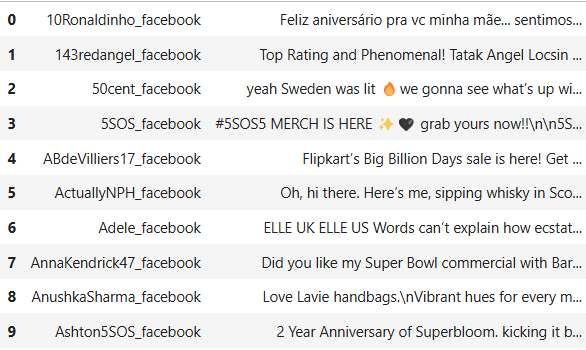 0 10Ronaldinho_facebook Feliz aniversário pra vc minha mãe... sentimos...
1 143redangel_facebook Top Rating and Phenomenal! Tatak Angel Locsin ...
2 50cent_facebook yeah Sweden was lit 🔥 we gonna see what's up wi...
3 5SOS_facebook #5SOS5 MERCH IS HERE ✨ 🖤 grab yours now!!\n\n5S...
4 ABdeVilliers17_facebook Flipkart's Big Billion Days sale is here! Get ...
5 ActuallyNPH_facebook Oh, hi there. Here's me, sipping whisky in Sco...
6 Adele_facebook ELLE UK ELLE US Words can't explain how ecstat...
7 AnnaKendrick47_facebook Did you like my Super Bowl commercial with Bar...
8 AnushkaSharma_facebook Love Lavie handbags.\nVibrant hues for every m...
9 Ashton5SOS_facebook 2 Year Anniversary of Superbloom. kicking it b...